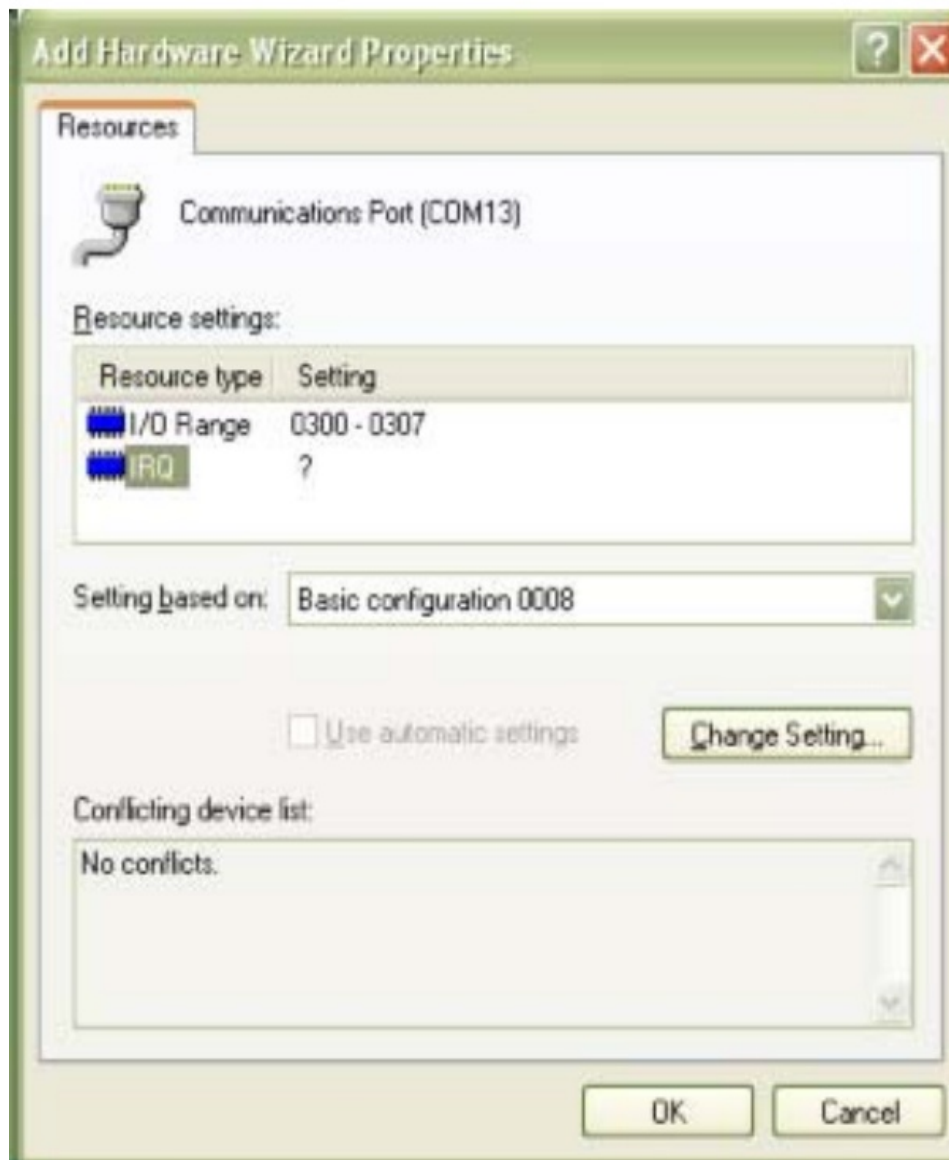 Add Hardware Wizard Properties
Resources
Communications Port (COM13)
Resource settings:
Resource type Setting
I/O Range 0300 - 0307
IRQ ?
Setting based on: Basic configuration 0008
Use automatic settings
Change Setting...
Conflicting device list:
No conflicts.
OK Cancel